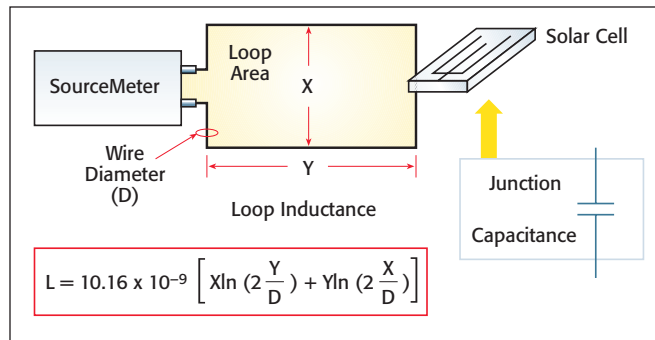 Loop
Area
Solar Cell
SourceMeter
X
Wire
Diameter
(D)
Y
Loop Inductance
Junction
Capacitance
L = 10.16 x 10⁻⁹ [ Xln (2 Y/D ) + Yln (2 X/D ) ]